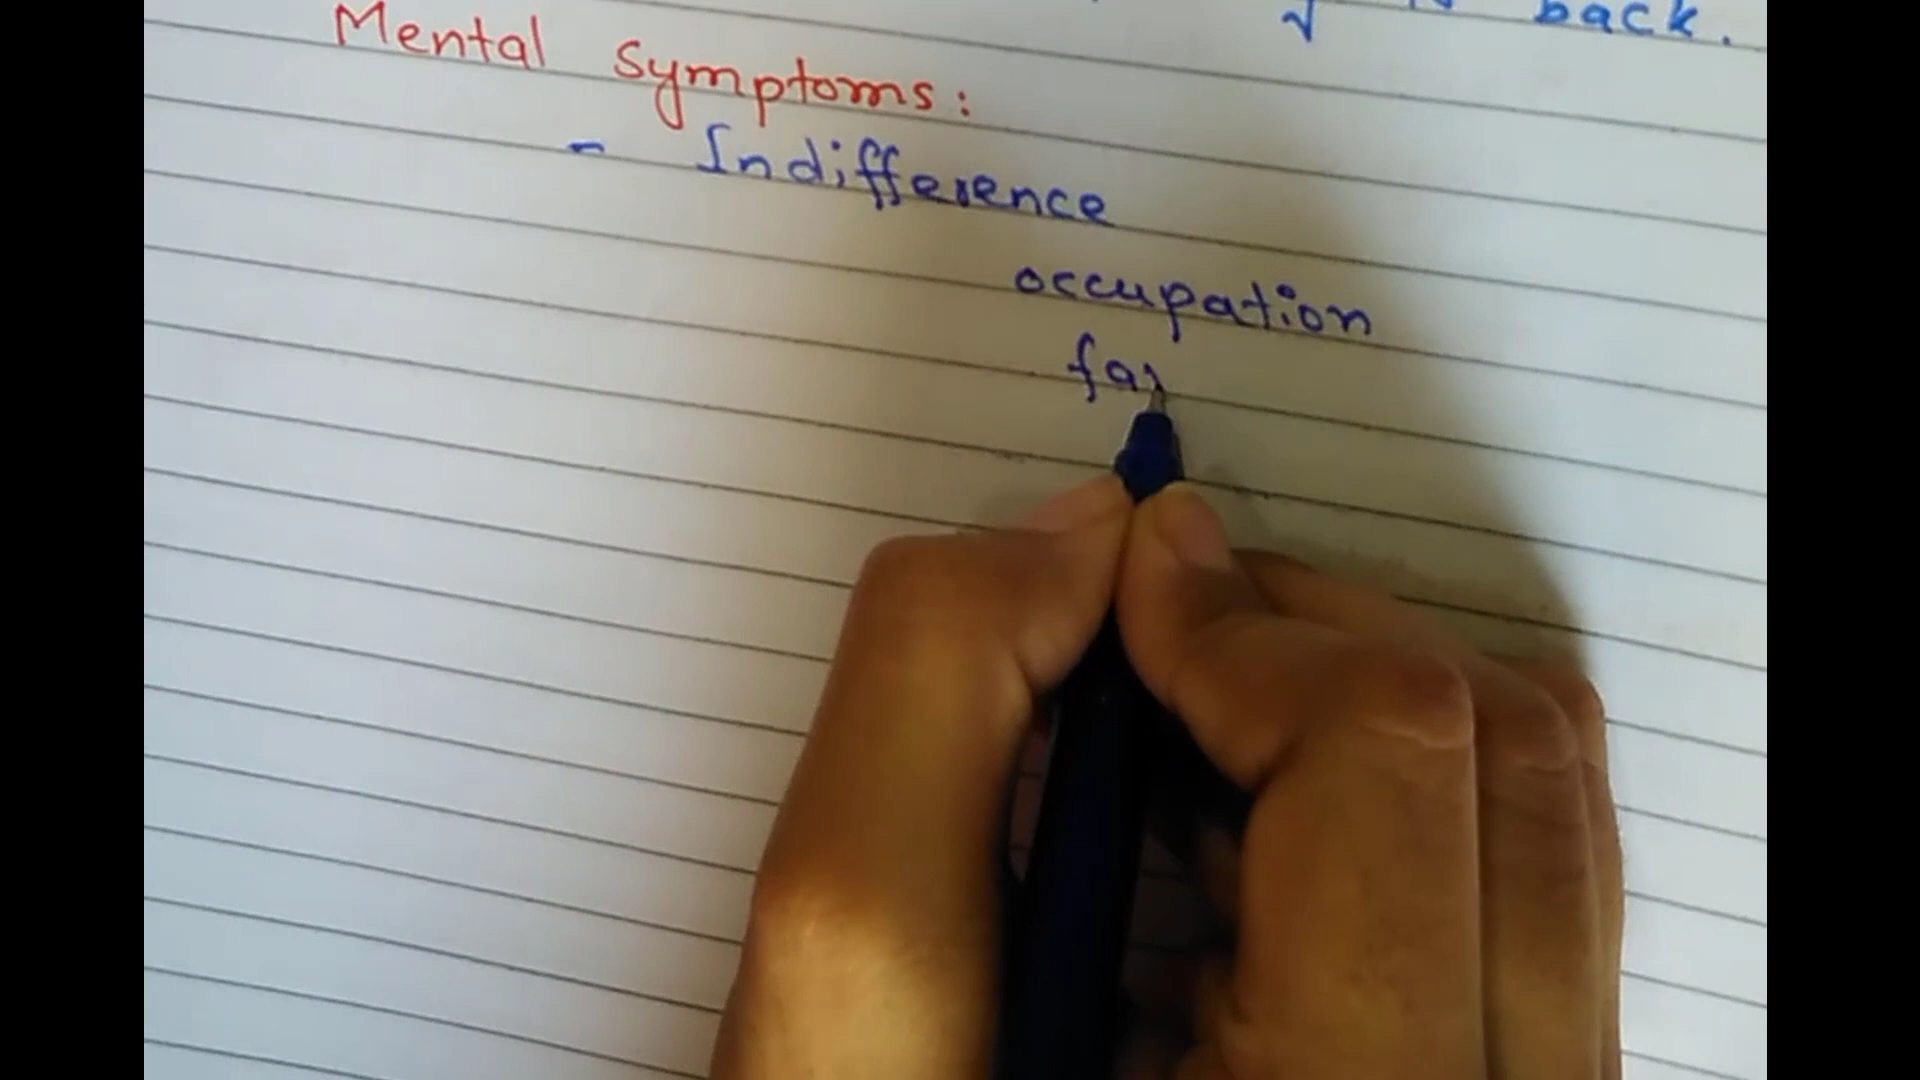 back.
Mental Symptoms:
- Indifference
occupation
fa